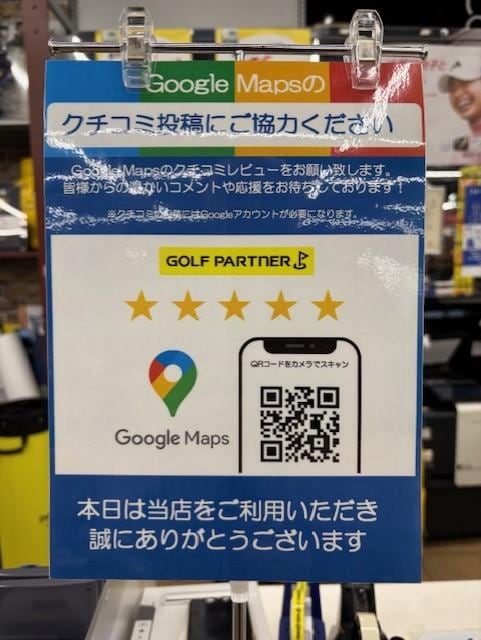 Google Mapsの
クチコミ投稿にご協力ください
Google Mapsのクチコミレビューをお願い致します。
皆様からの温かいコメントや応援をお待ちしております！
※クチコミの投稿にはGoogleアカウントが必要になります。
GOLF PARTNER
Google Maps
QRコードをカメラでスキャン
本日は当店をご利用いただき
誠にありがとうございます